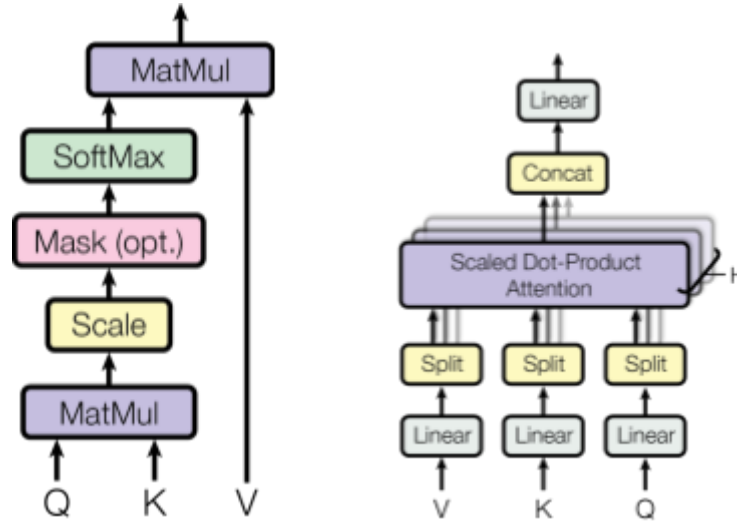 MatMul
SoftMax
Mask (opt.)
Scale
MatMul
Q K V
Linear
Concat
Scaled Dot-Product
Attention
Split Split Split
Linear Linear Linear
V K Q